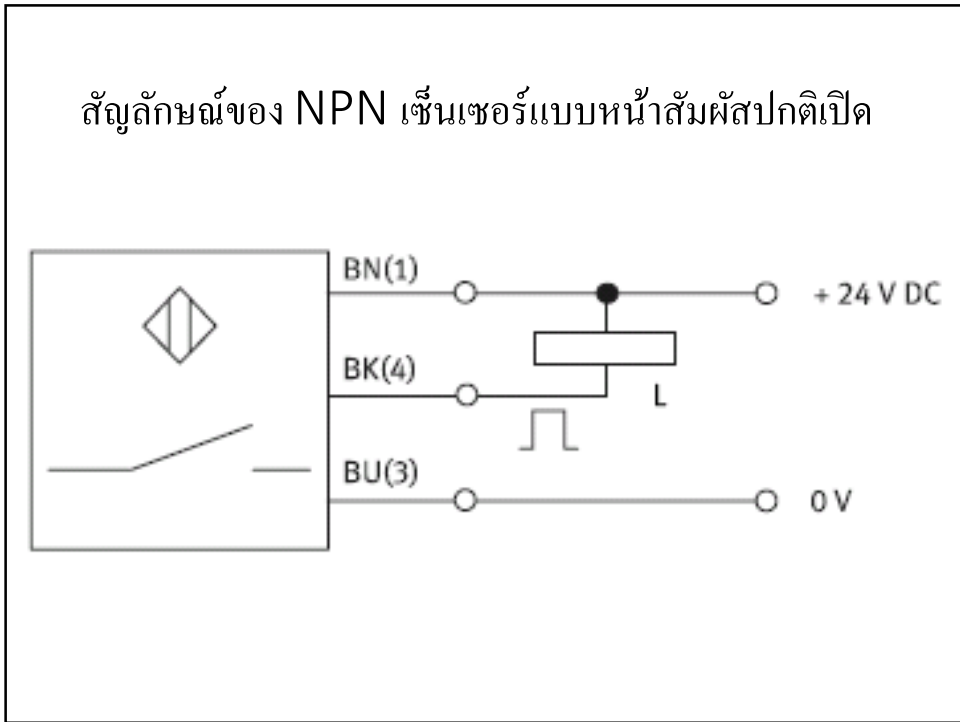 สัญลักษณ์ของ NPN เซ็นเซอร์แบบหน้าสัมผัสปกติเปิด
BN(1)
+ 24 V DC
BK(4)
L
BU(3)
0 V